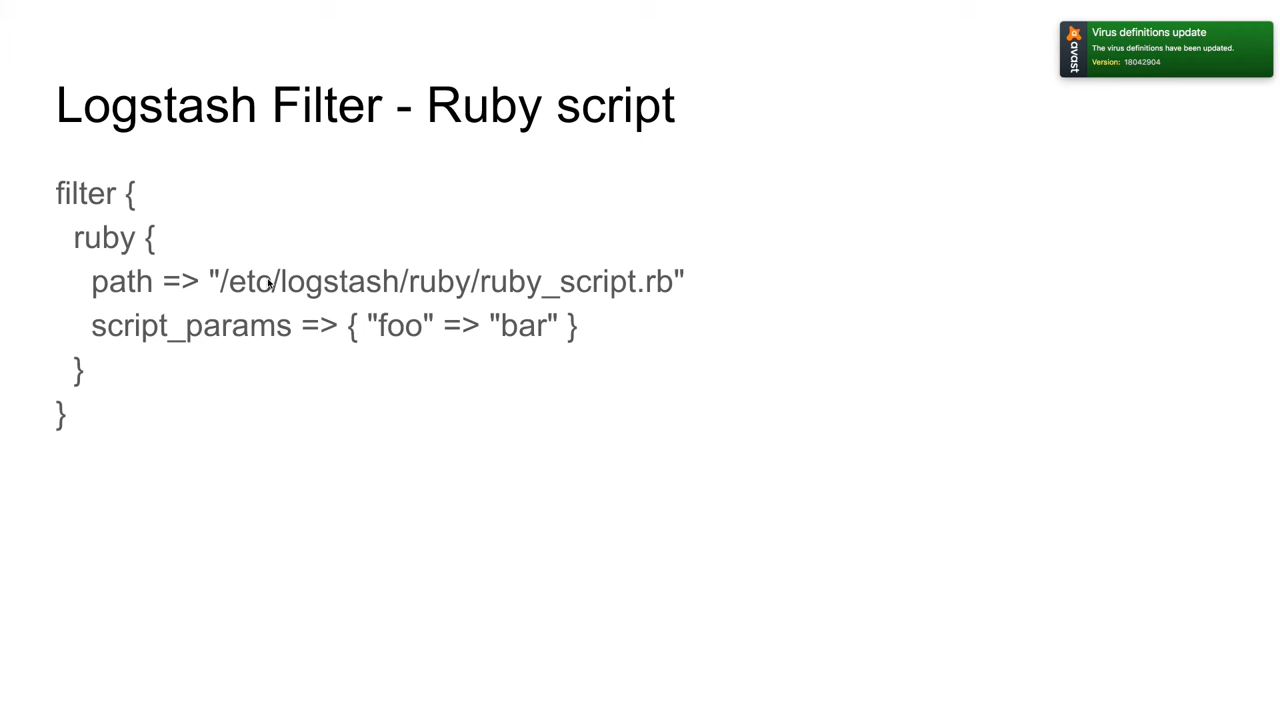 Virus definitions update
The virus definitions have been updated.
Version: 18042904
avast
Logstash Filter - Ruby script
filter {
ruby {
path => "/etc/logstash/ruby/ruby_script.rb"
script_params => { "foo" => "bar" }
}
}